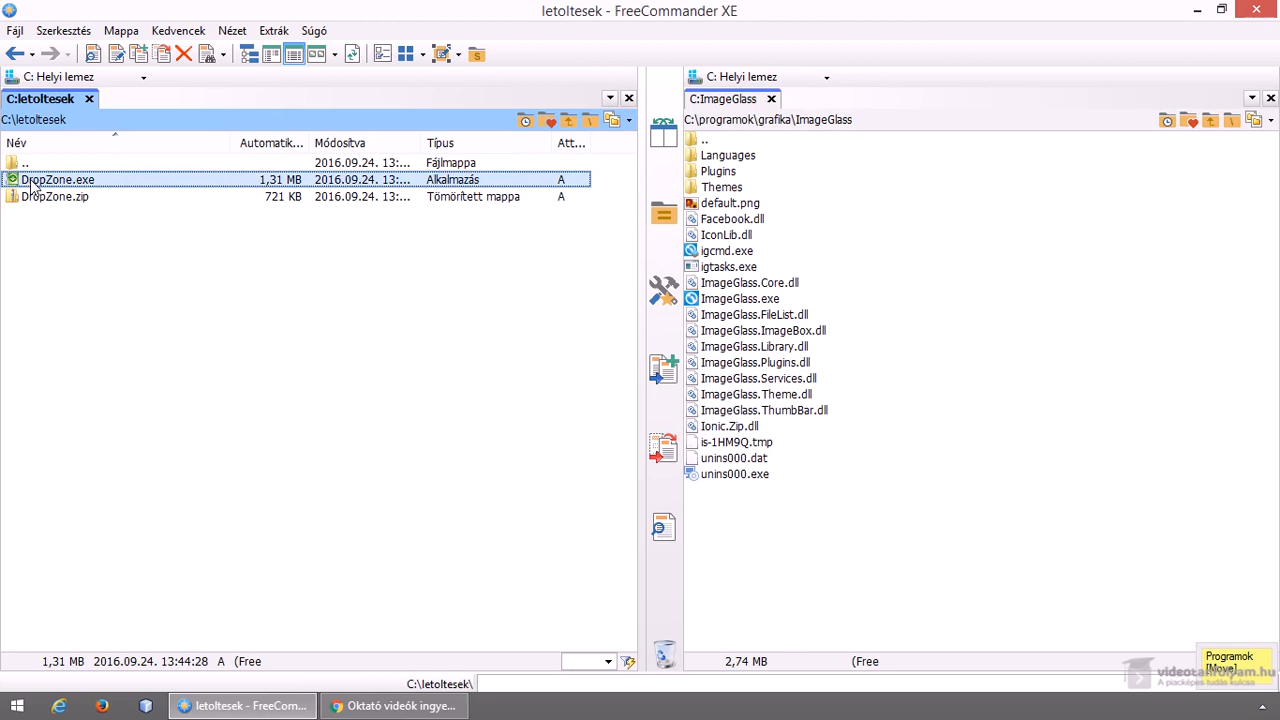 letoltesek - FreeCommander XE
Fájl Szerkesztés Mappa Kedvencek Nézet Extrák Súgó
C: Helyi lemez
C:letoltesek
C:\letoltesek
Név Automatik... Módosítva Típus Att...
.. 2016.09.24. 13:... Fájlmappa
DropZone.exe 1,31 MB 2016.09.24. 13:... Alkalmazás A
DropZone.zip 721 KB 2016.09.24. 13:... Tömörített mappa A
1,31 MB 2016.09.24. 13:44:28 A (Free
C: Helyi lemez
C:ImageGlass
C:\programok\grafika\ImageGlass
..
Languages
Plugins
Themes
default.png
Facebook.dll
IconLib.dll
igcmd.exe
igtasks.exe
ImageGlass.Core.dll
ImageGlass.exe
ImageGlass.FileList.dll
ImageGlass.ImageBox.dll
ImageGlass.Library.dll
ImageGlass.Plugins.dll
ImageGlass.Services.dll
ImageGlass.Theme.dll
ImageGlass.ThumbBar.dll
Ionic.Zip.dll
is-1HM9Q.tmp
unins000.dat
unins000.exe
2,74 MB (Free
Programok
[Move]
videotanfolyam.hu
A piacképes tudás kulcsa
C:\letoltesek\
letoltesek - FreeCom...
Oktató videók ingye...